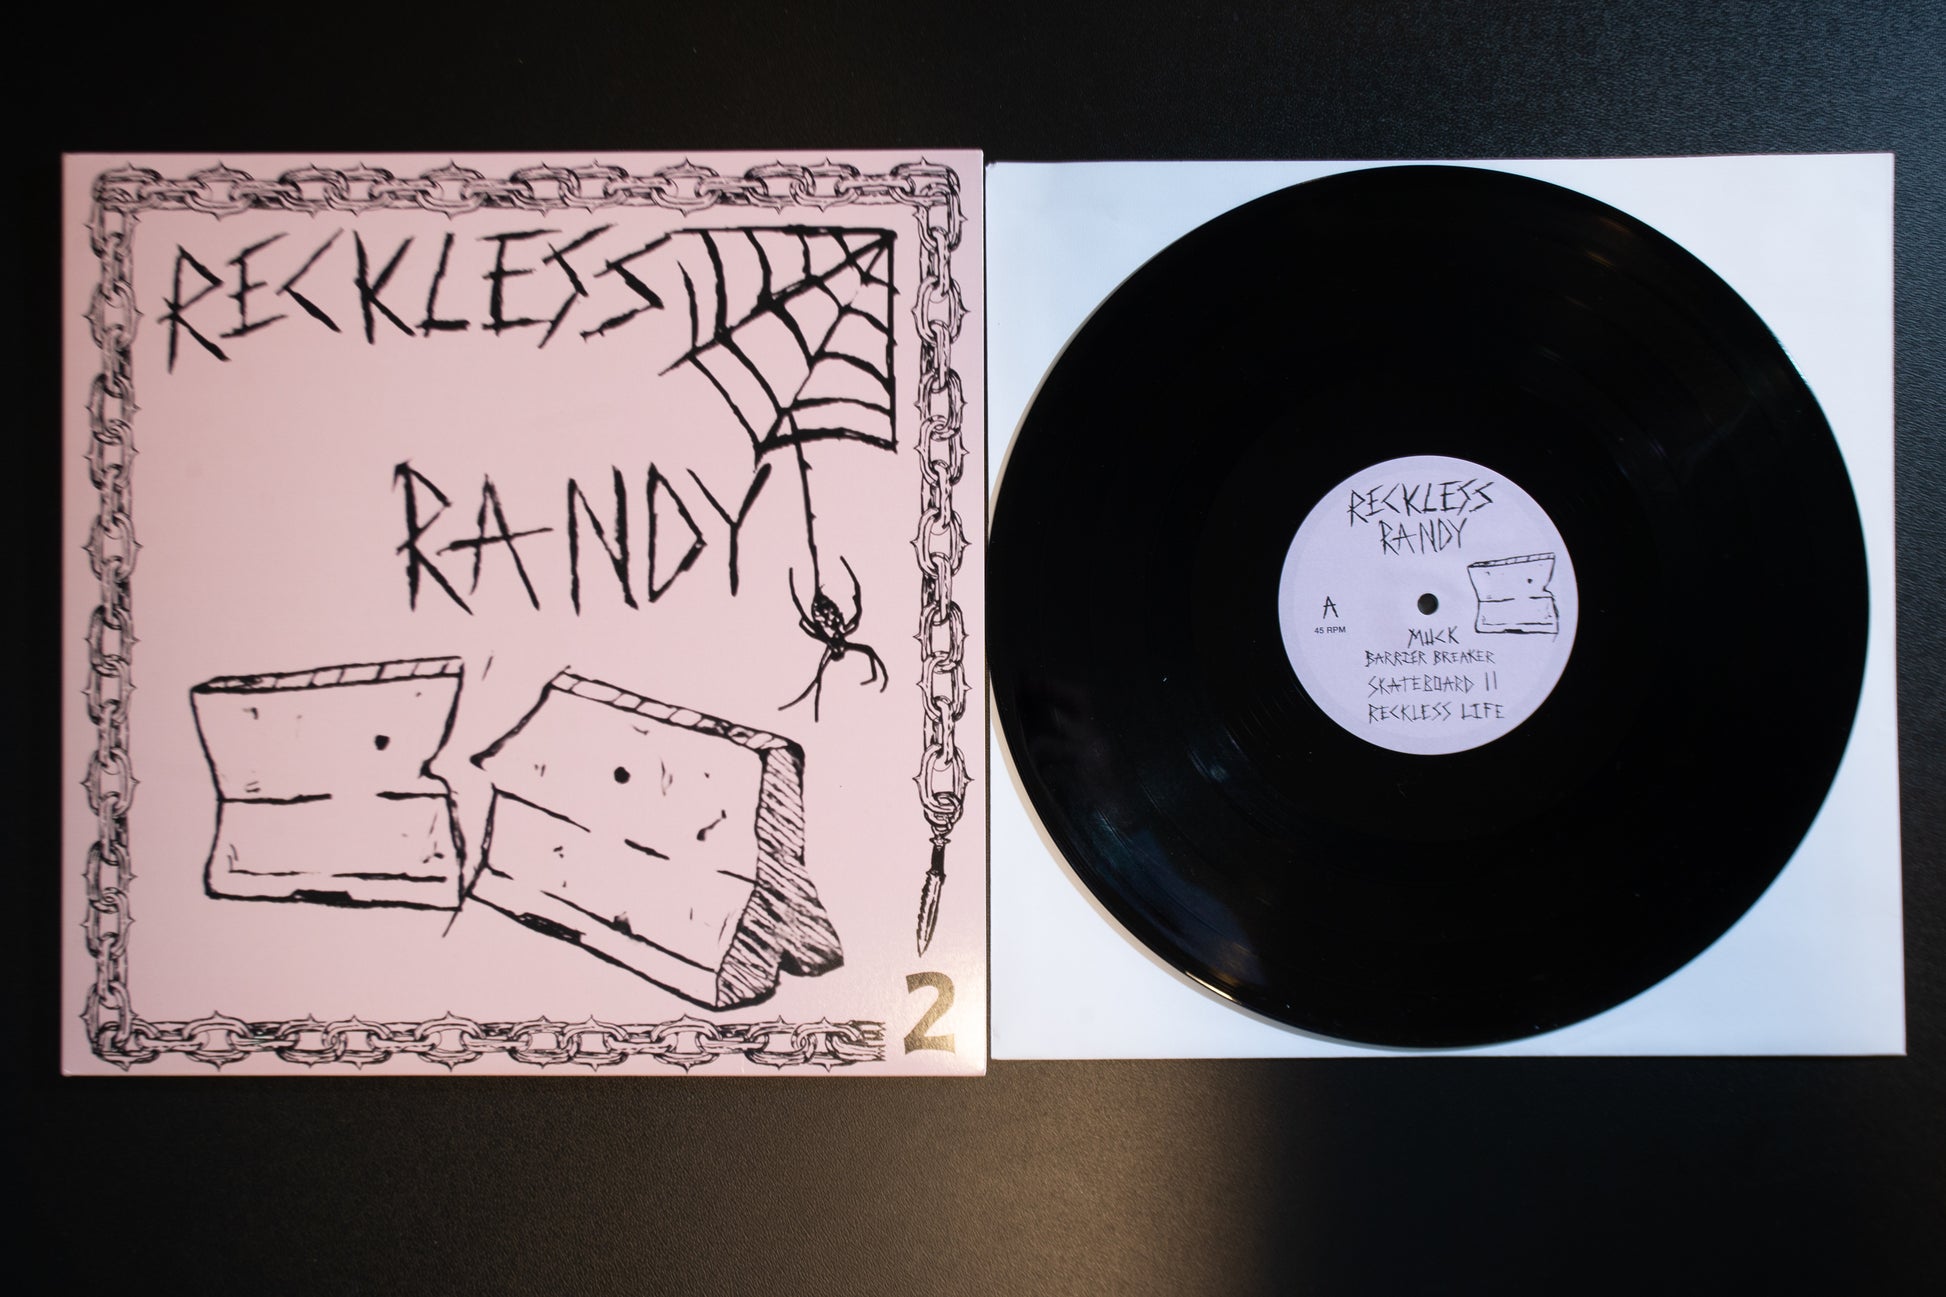 RECKLESS
RANDY
2
RECKLESS
RANDY
A
45 RPM
MUCK
BARRIER BREAKER
SKATEBOARD II
RECKLESS LIFE